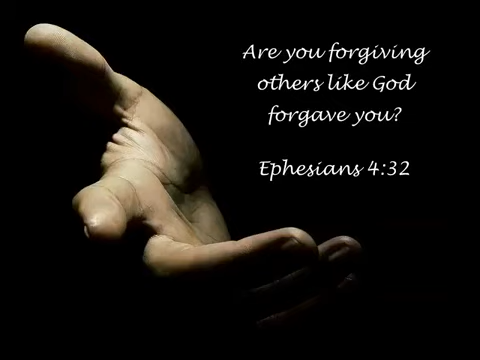 Are you forgiving
others like God
forgave you?
Ephesians 4:32